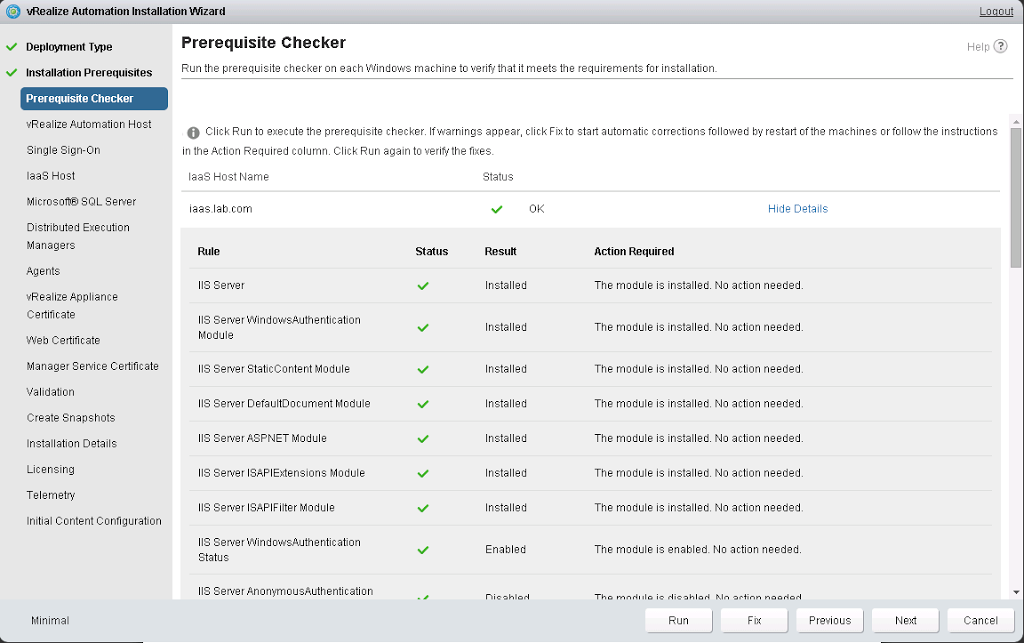 vRealize Automation Installation Wizard
Logout
Deployment Type
Installation Prerequisites
Prerequisite Checker
vRealize Automation Host
Single Sign-On
IaaS Host
Microsoft® SQL Server
Distributed Execution
Managers
Agents
vRealize Appliance
Certificate
Web Certificate
Manager Service Certificate
Validation
Create Snapshots
Installation Details
Licensing
Telemetry
Initial Content Configuration
Prerequisite Checker
Help ?
Run the prerequisite checker on each Windows machine to verify that it meets the requirements for installation.
Click Run to execute the prerequisite checker. If warnings appear, click Fix to start automatic corrections followed by restart of the machines or follow the instructions
in the Action Required column. Click Run again to verify the fixes.
IaaS Host Name Status
iaas.lab.com OK Hide Details
Rule Status Result Action Required
IIS Server Installed The module is installed. No action needed.
IIS Server WindowsAuthentication
Module Installed The module is installed. No action needed.
IIS Server StaticContent Module Installed The module is installed. No action needed.
IIS Server DefaultDocument Module Installed The module is installed. No action needed.
IIS Server ASPNET Module Installed The module is installed. No action needed.
IIS Server ISAPIExtensions Module Installed The module is installed. No action needed.
IIS Server ISAPIFilter Module Installed The module is installed. No action needed.
IIS Server WindowsAuthentication
Status Enabled The module is enabled. No action needed.
IIS Server AnonymousAuthentication
Disabled The module is disabled. No action needed.
Minimal
Run Fix Previous Next Cancel